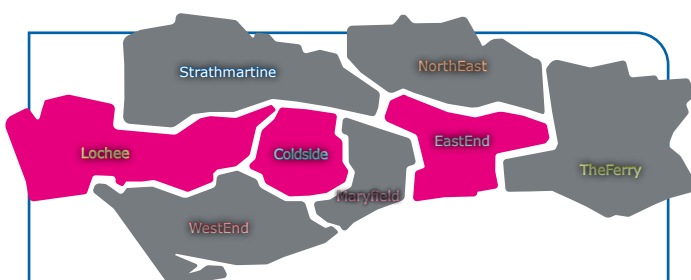 Strathmartine
NorthEast
Lochee
Coldside
EastEnd
TheFerry
Maryfield
WestEnd